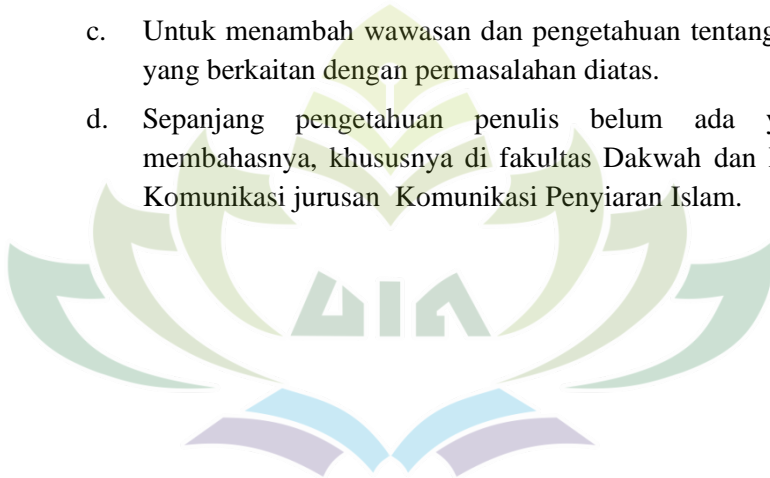 c. Untuk menambah wawasan dan pengetahuan tentang
yang berkaitan dengan permasalahan diatas.
d. Sepanjang pengetahuan penulis belum ada
membahasnya, khususnya di fakultas Dakwah dan
Komunikasi jurusan Komunikasi Penyiaran Islam.
UIN